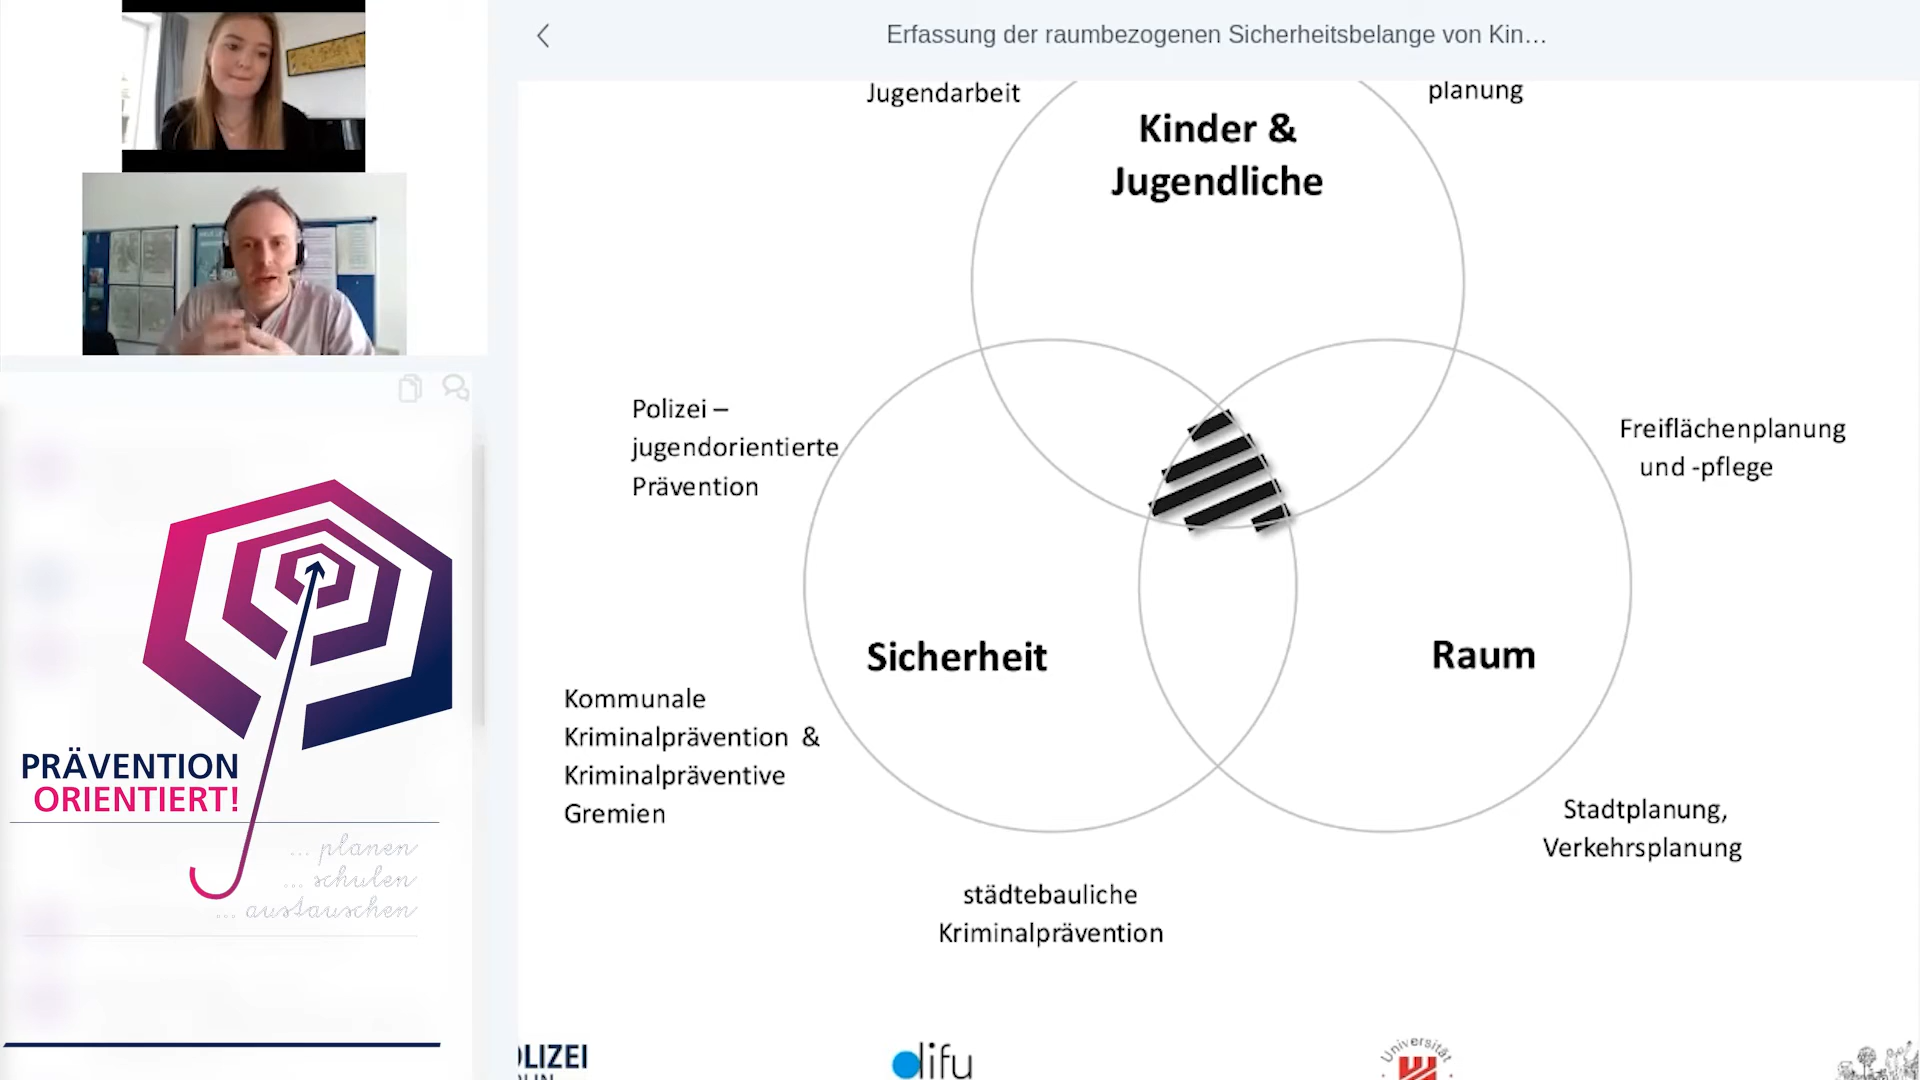 Erfassung der raumbezogenen Sicherheitsbelange von Kin...
Jugendarbeit
planung
Kinder &
Jugendliche
Polizei –
jugendorientierte
Prävention
Freiflächenplanung
und -pflege
Sicherheit
Raum
Kommunale
Kriminalprävention &
Kriminalpräventive
Gremien
Stadtplanung,
Verkehrsplanung
städtebauliche
Kriminalprävention
PRÄVENTION
ORIENTIERT!
... planen
... schulen
... austauschen
LIZEI
difu
Universität